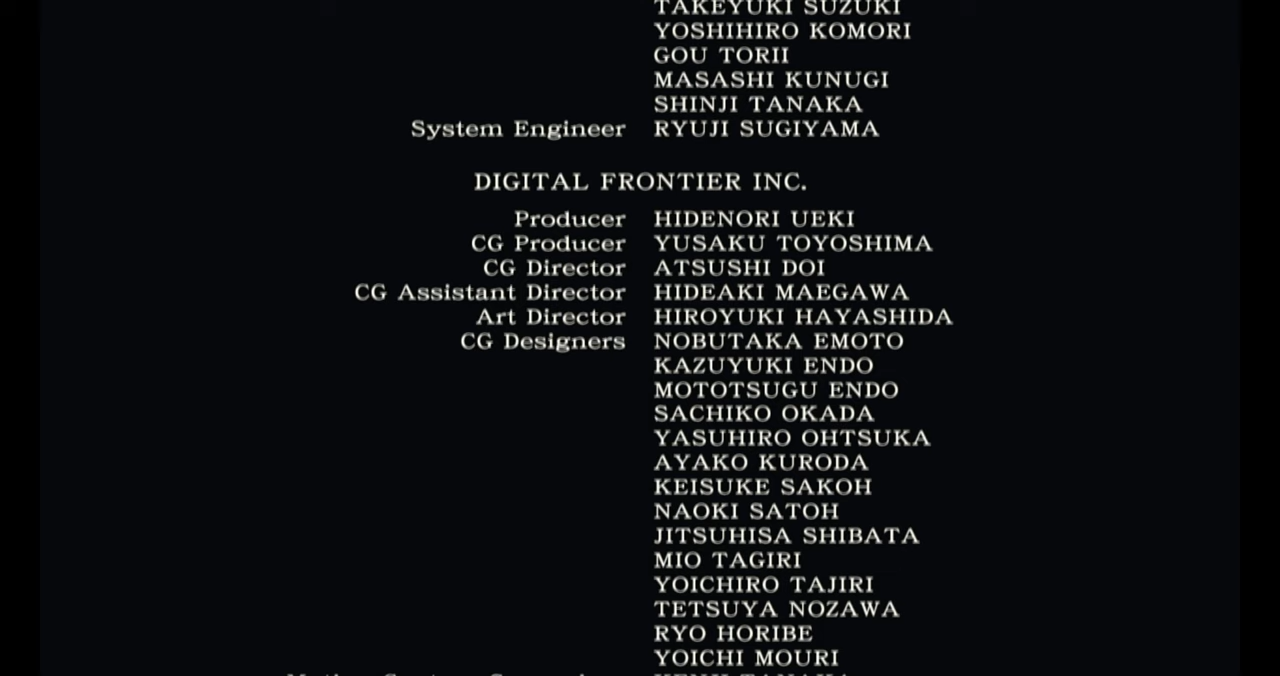 TAKEYUKI SUZUKI
YOSHIHIRO KOMORI
GOU TORII
MASASHI KUNUGI
SHINJI TANAKA
System Engineer RYUJI SUGIYAMA
DIGITAL FRONTIER INC.
Producer HIDENORI UEKI
CG Producer YUSAKU TOYOSHIMA
CG Director ATSUSHI DOI
CG Assistant Director HIDEAKI MAEGAWA
Art Director HIROYUKI HAYASHIDA
CG Designers NOBUTAKA EMOTO
KAZUYUKI ENDO
MOTOTSUGU ENDO
SACHIKO OKADA
YASUHIRO OHTSUKA
AYAKO KURODA
KEISUKE SAKOH
NAOKI SATOH
JITSUHISA SHIBATA
MIO TAGIRI
YOICHIRO TAJIRI
TETSUYA NOZAWA
RYO HORIBE
YOICHI MOURI